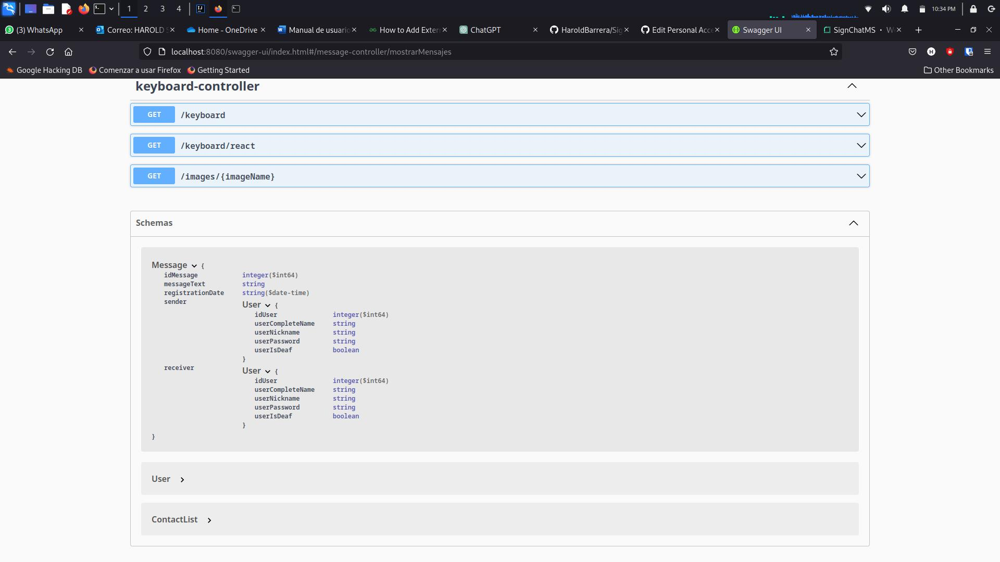 1 2 3 4
10:34 PM
(3) WhatsApp
Correo: HAROLD S
Home - OneDrive
Manual de usuario
How to Add Exter
ChatGPT
HaroldBarrera/Sig
Edit Personal Acce
Swagger UI
SignChatMS • W
localhost:8080/swagger-ui/index.html#/message-controller/mostrarMensajes
Google Hacking DB
Comenzar a usar Firefox
Getting Started
Other Bookmarks
keyboard-controller
GET /keyboard
GET /keyboard/react
GET /images/{imageName}
Schemas
Message {
idMessage integer($int64)
messageText string
registrationDate string($date-time)
sender User {
idUser integer($int64)
userCompleteName string
userNickname string
userPassword string
userIsDeaf boolean
}
receiver User {
idUser integer($int64)
userCompleteName string
userNickname string
userPassword string
userIsDeaf boolean
}
}
User
ContactList